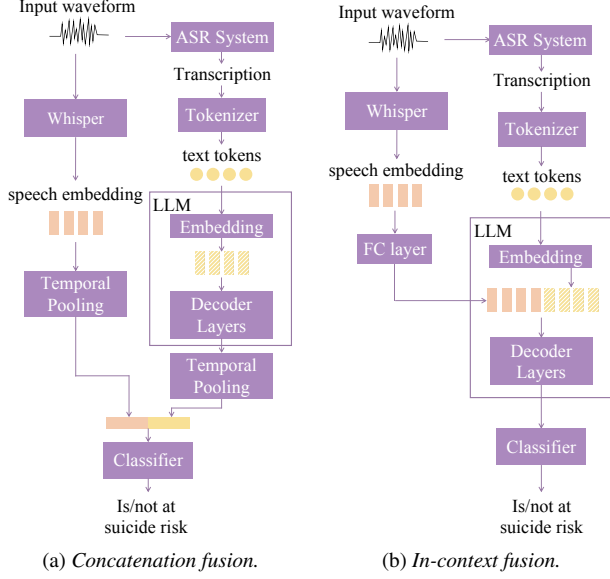 Input waveform
ASR System
Transcription
Whisper
Tokenizer
text tokens
speech embedding
LLM
Embedding
Temporal
Pooling
Decoder
Layers
Temporal
Pooling
Classifier
Is/not at
suicide risk
(a) Concatenation fusion.
Input waveform
ASR System
Transcription
Whisper
Tokenizer
speech embedding
text tokens
LLM
FC layer
Embedding
Decoder
Layers
Classifier
Is/not at
suicide risk
(b) In-context fusion.